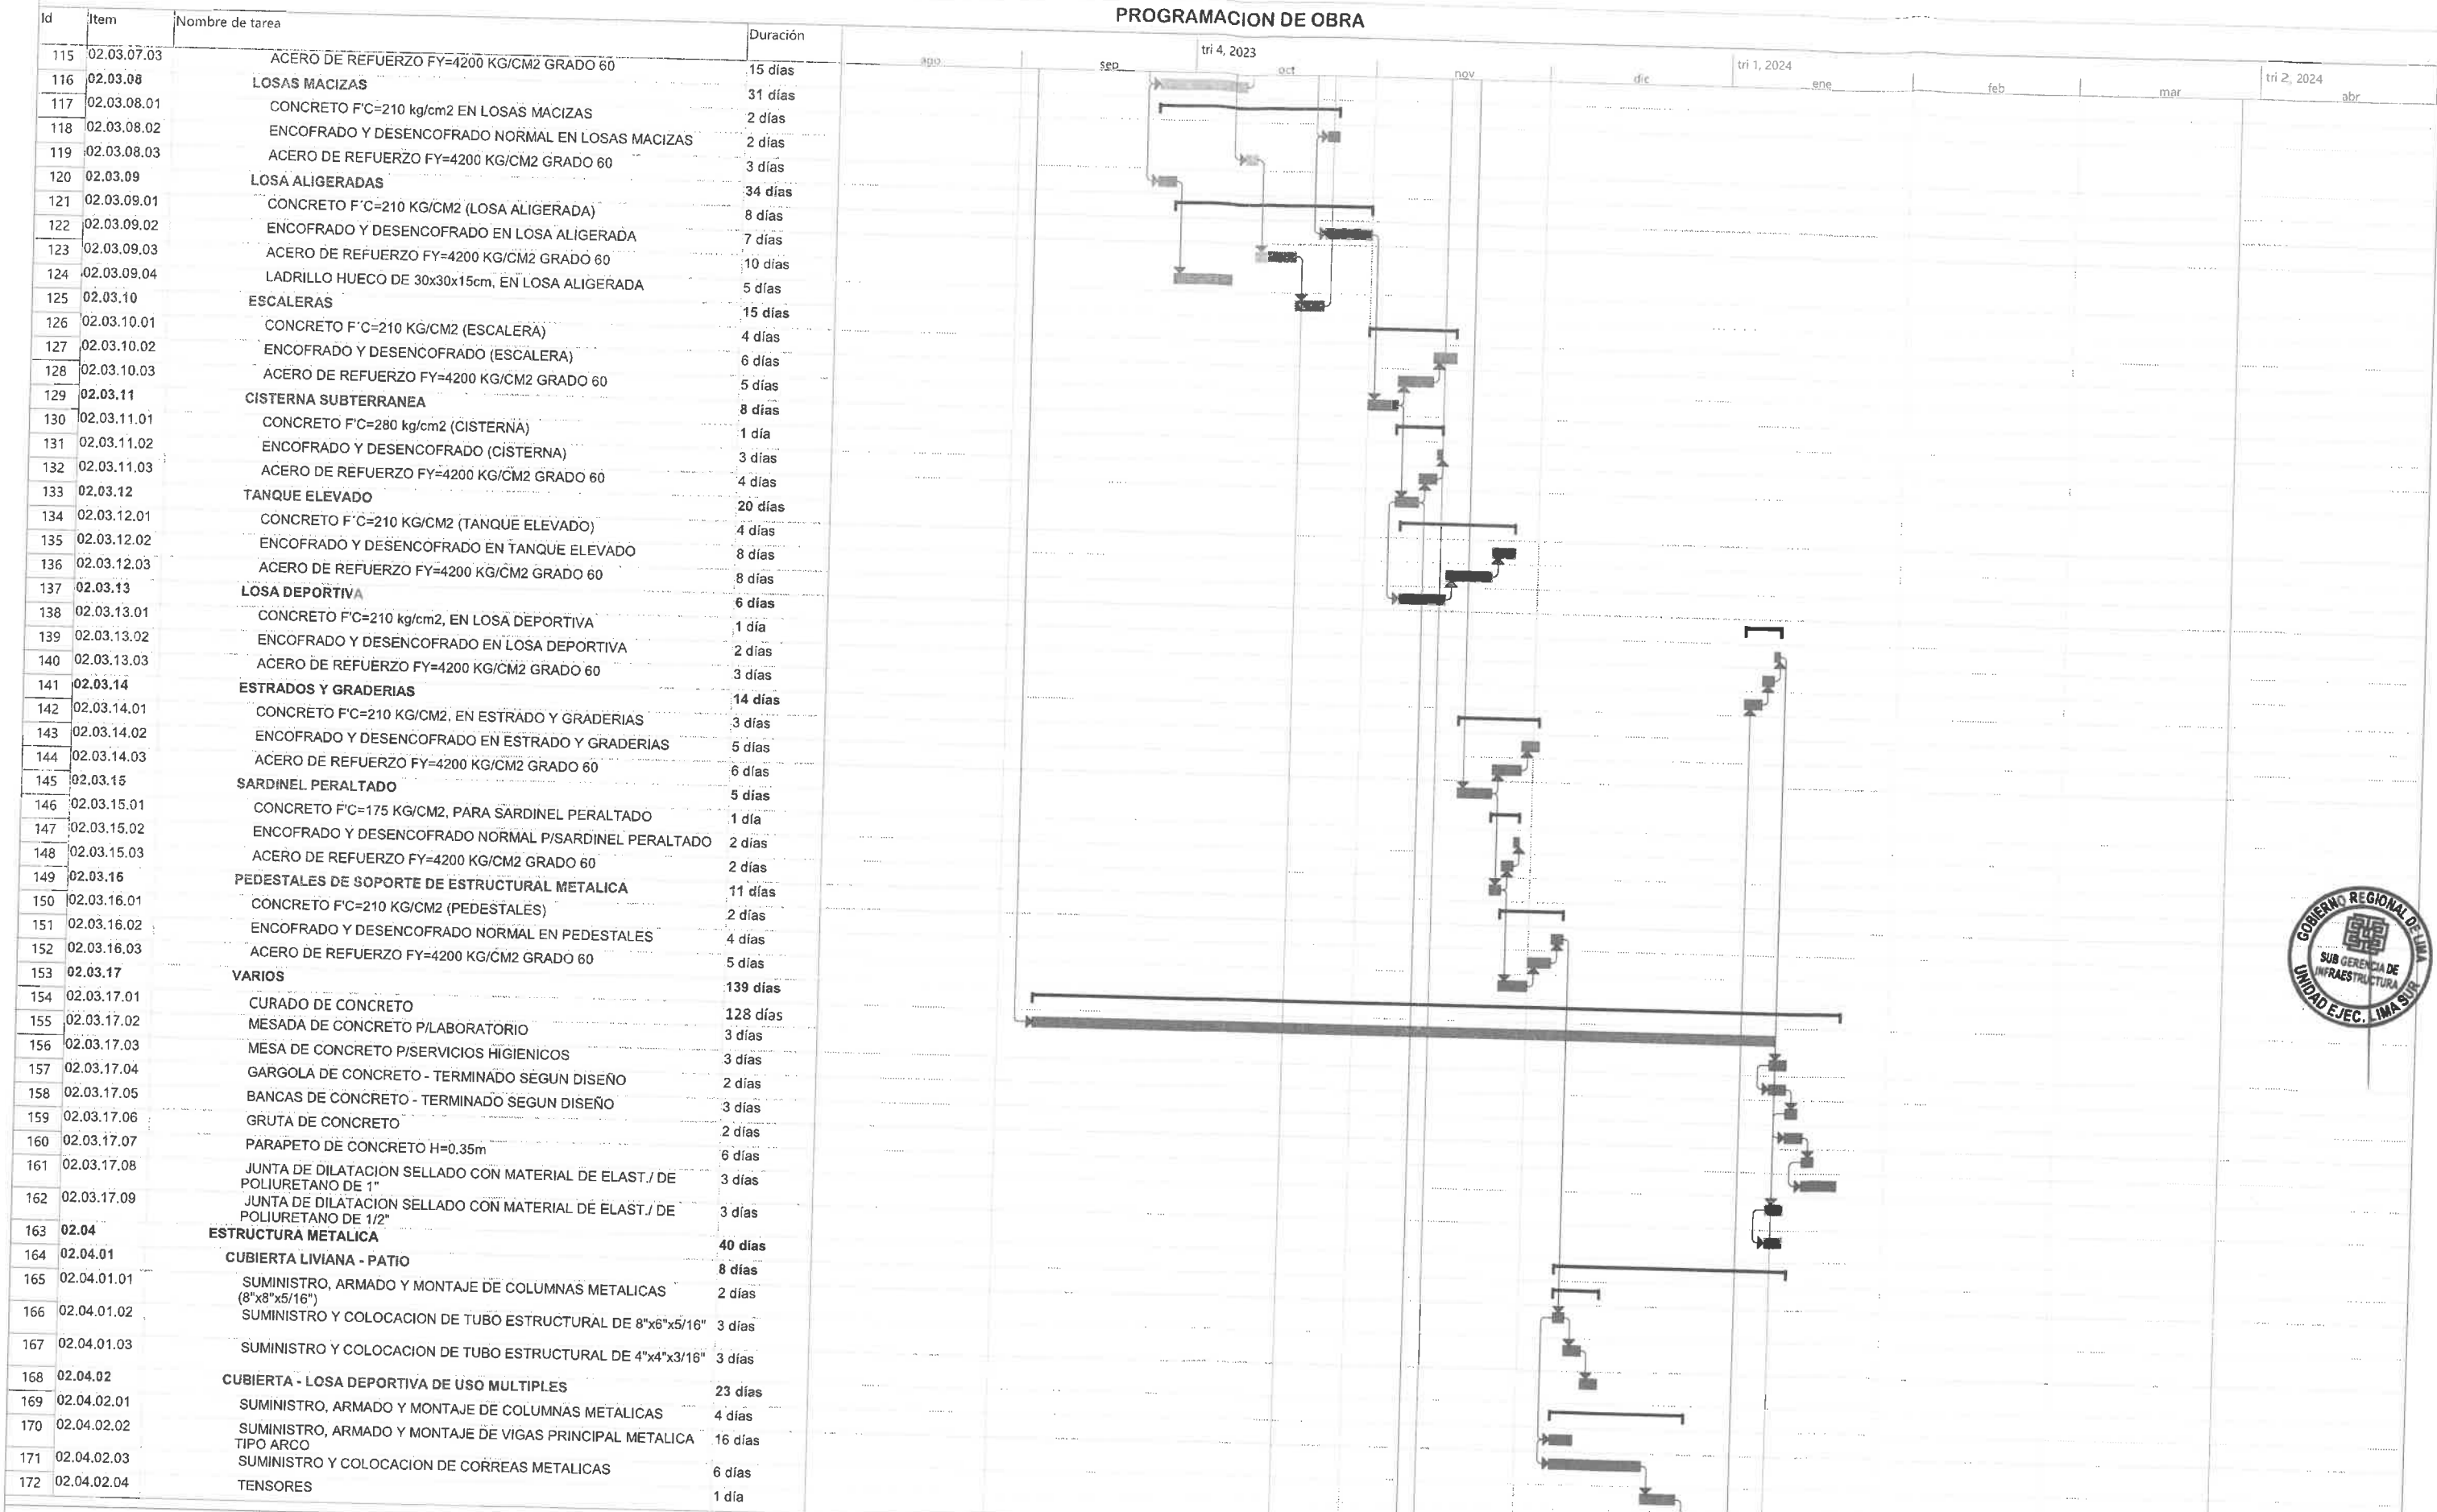 PROGRAMACION DE OBRA
Id Item Nombre de tarea Duración
tri 4, 2023 tri 1, 2024 tri 2, 2024
ago sep oct nov dic ene feb mar abr
115 02.03.07.03 ACERO DE REFUERZO FY=4200 KG/CM2 GRADO 60 15 días
116 02.03.08 LOSAS MACIZAS 31 días
117 02.03.08.01 CONCRETO F'C=210 kg/cm2 EN LOSAS MACIZAS 2 días
118 02.03.08.02 ENCOFRADO Y DESENCOFRADO NORMAL EN LOSAS MACIZAS 2 días
119 02.03.08.03 ACERO DE REFUERZO FY=4200 KG/CM2 GRADO 60 3 días
120 02.03.09 LOSA ALIGERADAS 34 días
121 02.03.09.01 CONCRETO F´C=210 KG/CM2 (LOSA ALIGERADA) 8 días
122 02.03.09.02 ENCOFRADO Y DESENCOFRADO EN LOSA ALIGERADA 7 días
123 02.03.09.03 ACERO DE REFUERZO FY=4200 KG/CM2 GRADO 60 10 días
124 02.03.09.04 LADRILLO HUECO DE 30x30x15cm, EN LOSA ALIGERADA 5 días
125 02.03.10 ESCALERAS 15 días
126 02.03.10.01 CONCRETO F´C=210 KG/CM2 (ESCALERA) 4 días
127 02.03.10.02 ENCOFRADO Y DESENCOFRADO (ESCALERA) 6 días
128 02.03.10.03 ACERO DE REFUERZO FY=4200 KG/CM2 GRADO 60 5 días
129 02.03.11 CISTERNA SUBTERRANEA 8 días
130 02.03.11.01 CONCRETO F'C=280 kg/cm2 (CISTERNA) 1 día
131 02.03.11.02 ENCOFRADO Y DESENCOFRADO (CISTERNA) 3 días
132 02.03.11.03 ACERO DE REFUERZO FY=4200 KG/CM2 GRADO 60 4 días
133 02.03.12 TANQUE ELEVADO 20 días
134 02.03.12.01 CONCRETO F´C=210 KG/CM2 (TANQUE ELEVADO) 4 días
135 02.03.12.02 ENCOFRADO Y DESENCOFRADO EN TANQUE ELEVADO 8 días
136 02.03.12.03 ACERO DE REFUERZO FY=4200 KG/CM2 GRADO 60 8 días
137 02.03.13 LOSA DEPORTIVA 6 días
138 02.03.13.01 CONCRETO F'C=210 kg/cm2, EN LOSA DEPORTIVA 1 día
139 02.03.13.02 ENCOFRADO Y DESENCOFRADO EN LOSA DEPORTIVA 2 días
140 02.03.13.03 ACERO DE REFUERZO FY=4200 KG/CM2 GRADO 60 3 días
141 02.03.14 ESTRADOS Y GRADERIAS 14 días
142 02.03.14.01 CONCRETO F'C=210 KG/CM2, EN ESTRADO Y GRADERIAS 3 días
143 02.03.14.02 ENCOFRADO Y DESENCOFRADO EN ESTRADO Y GRADERIAS 5 días
144 02.03.14.03 ACERO DE REFUERZO FY=4200 KG/CM2 GRADO 60 6 días
145 02.03.15 SARDINEL PERALTADO 5 días
146 02.03.15.01 CONCRETO F'C=175 KG/CM2, PARA SARDINEL PERALTADO 1 día
147 02.03.15.02 ENCOFRADO Y DESENCOFRADO NORMAL P/SARDINEL PERALTADO 2 días
148 02.03.15.03 ACERO DE REFUERZO FY=4200 KG/CM2 GRADO 60 2 días
149 02.03.16 PEDESTALES DE SOPORTE DE ESTRUCTURAL METALICA 11 días
150 02.03.16.01 CONCRETO F'C=210 KG/CM2 (PEDESTALES) 2 días
151 02.03.16.02 ENCOFRADO Y DESENCOFRADO NORMAL EN PEDESTALES 4 días
152 02.03.16.03 ACERO DE REFUERZO FY=4200 KG/CM2 GRADO 60 5 días
153 02.03.17 VARIOS 139 días
154 02.03.17.01 CURADO DE CONCRETO 128 días
155 02.03.17.02 MESADA DE CONCRETO P/LABORATORIO 3 días
156 02.03.17.03 MESA DE CONCRETO P/SERVICIOS HIGIENICOS 3 días
157 02.03.17.04 GARGOLA DE CONCRETO - TERMINADO SEGUN DISEÑO 2 días
158 02.03.17.05 BANCAS DE CONCRETO - TERMINADO SEGUN DISEÑO 3 días
159 02.03.17.06 GRUTA DE CONCRETO 2 días
160 02.03.17.07 PARAPETO DE CONCRETO H=0.35m 6 días
161 02.03.17.08 JUNTA DE DILATACION SELLADO CON MATERIAL DE ELAST./ DE POLIURETANO DE 1" 3 días
162 02.03.17.09 JUNTA DE DILATACION SELLADO CON MATERIAL DE ELAST./ DE POLIURETANO DE 1/2" 3 días
163 02.04 ESTRUCTURA METALICA 40 días
164 02.04.01 CUBIERTA LIVIANA - PATIO 8 días
165 02.04.01.01 SUMINISTRO, ARMADO Y MONTAJE DE COLUMNAS METALICAS (8"x8"x5/16") 2 días
166 02.04.01.02 SUMINISTRO Y COLOCACION DE TUBO ESTRUCTURAL DE 8"x6"x5/16" 3 días
167 02.04.01.03 SUMINISTRO Y COLOCACION DE TUBO ESTRUCTURAL DE 4"x4"x3/16" 3 días
168 02.04.02 CUBIERTA - LOSA DEPORTIVA DE USO MULTIPLES 23 días
169 02.04.02.01 SUMINISTRO, ARMADO Y MONTAJE DE COLUMNAS METALICAS 4 días
170 02.04.02.02 SUMINISTRO, ARMADO Y MONTAJE DE VIGAS PRINCIPAL METALICA TIPO ARCO 16 días
171 02.04.02.03 SUMINISTRO Y COLOCACION DE CORREAS METALICAS 6 días
172 02.04.02.04 TENSORES 1 día
GOBIERNO REGIONAL DE LIMA
SUB GERENCIA DE
INFRAESTRUCTURA
UNIDAD EJEC. LIMA SUR